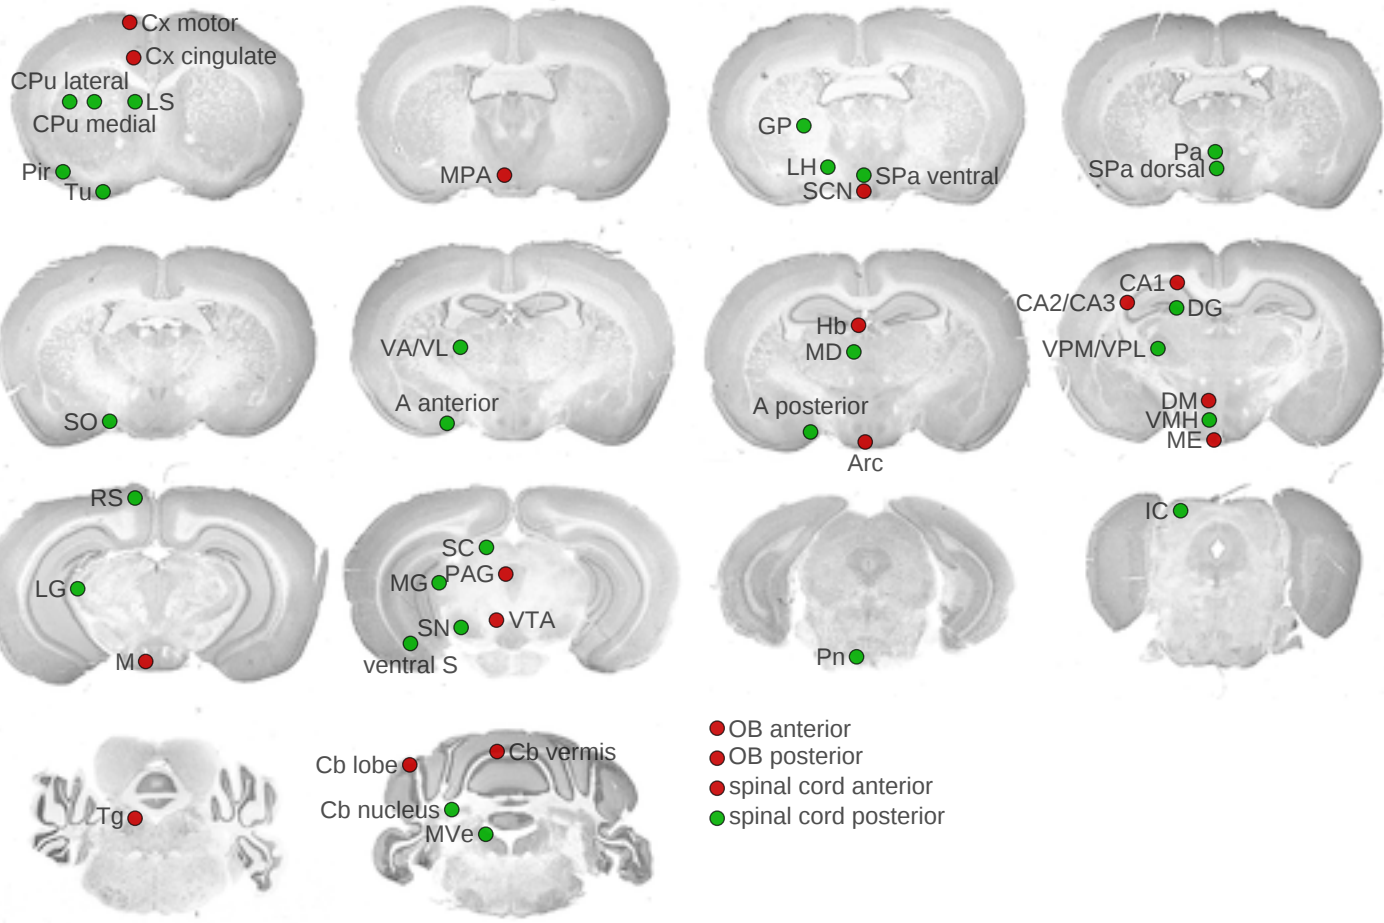 Cx motor
Cx cingulate
CPu lateral
LS
CPu medial
Pir
Tu
MPA
GP
LH
SPa ventral
SCN
Pa
SPa dorsal
SO
VA/VL
A anterior
Hb
MD
A posterior
Arc
CA1
CA2/CA3
DG
VPM/VPL
DM
VMH
ME
RS
LG
M
SC
MG
PAG
SN
VTA
ventral S
Pn
IC
Tg
Cb lobe
Cb vermis
Cb nucleus
MVe
OB anterior
OB posterior
spinal cord anterior
spinal cord posterior